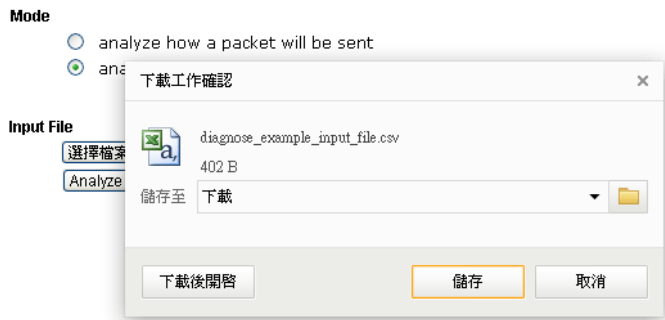 Mode
analyze how a packet will be sent
ana
下載工作確認
Input File
選擇檔案
Analyze
diagnose_example_input_file.csv
402 B
儲存至 下載
下載後開啓 儲存 取消